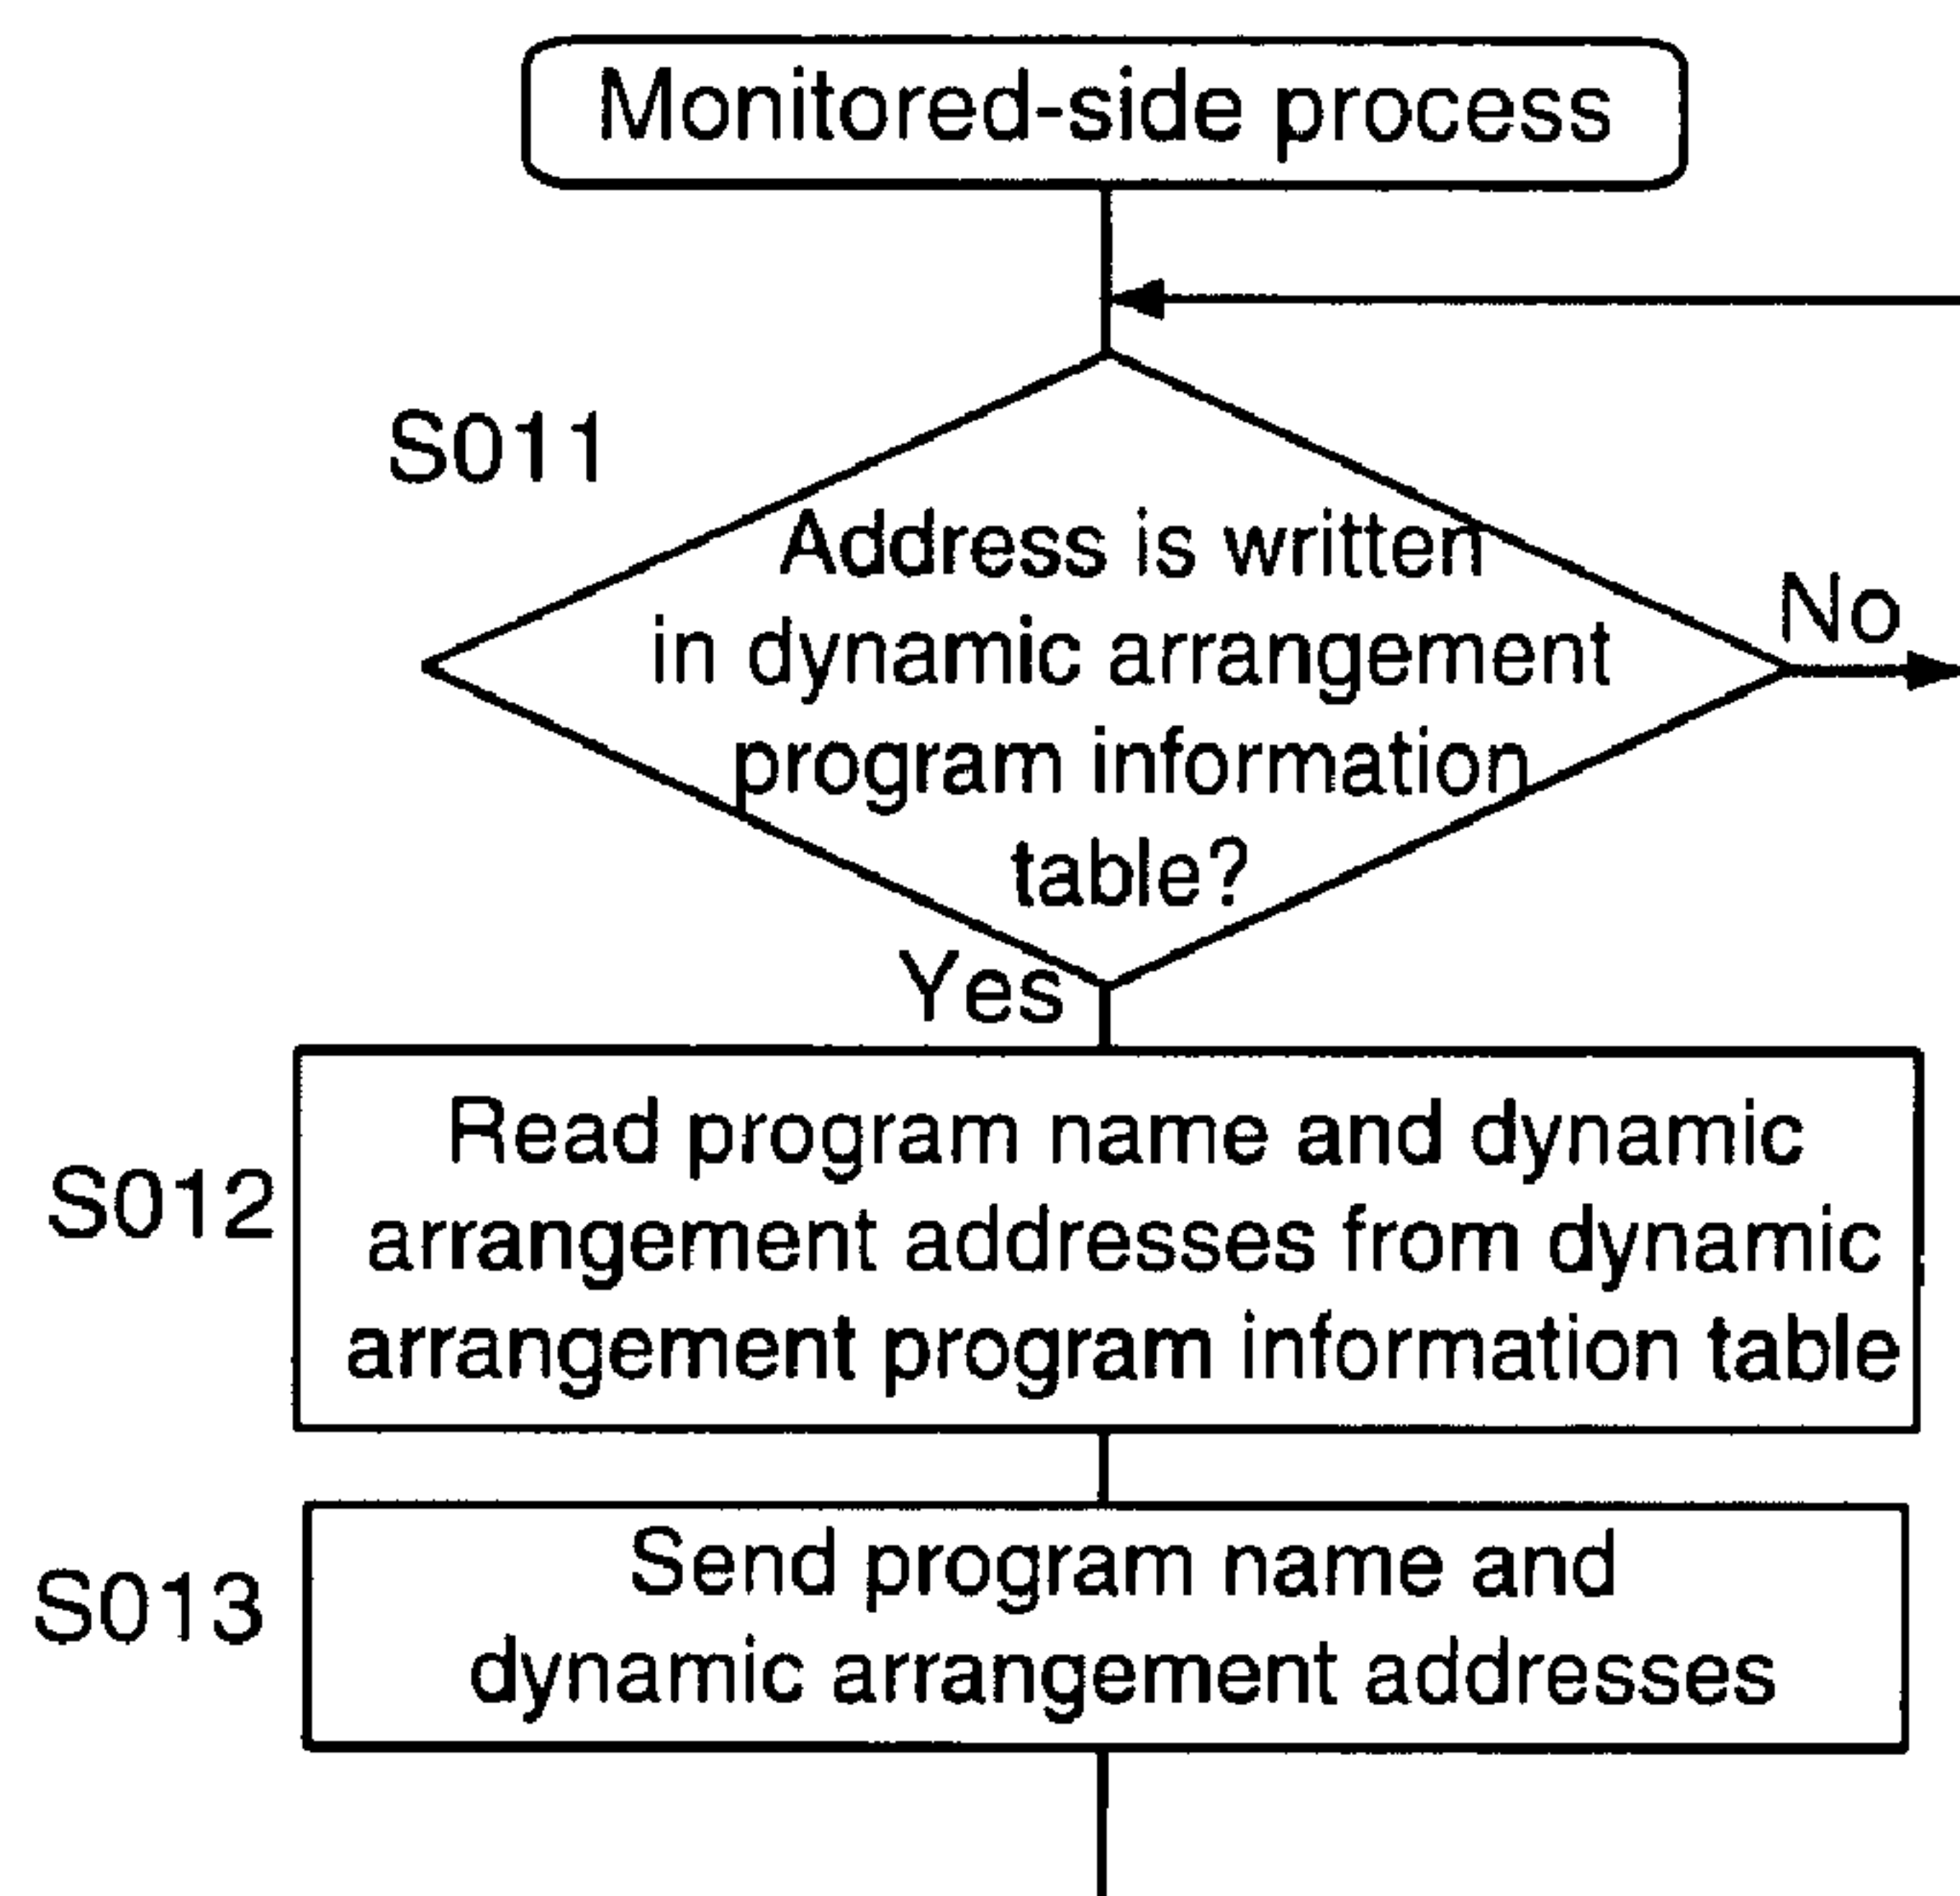 Monitored-side process
S011
Address is written
in dynamic arrangement
program information
table?
No
Yes
S012
Read program name and dynamic
arrangement addresses from dynamic
arrangement program information table
S013
Send program name and
dynamic arrangement addresses